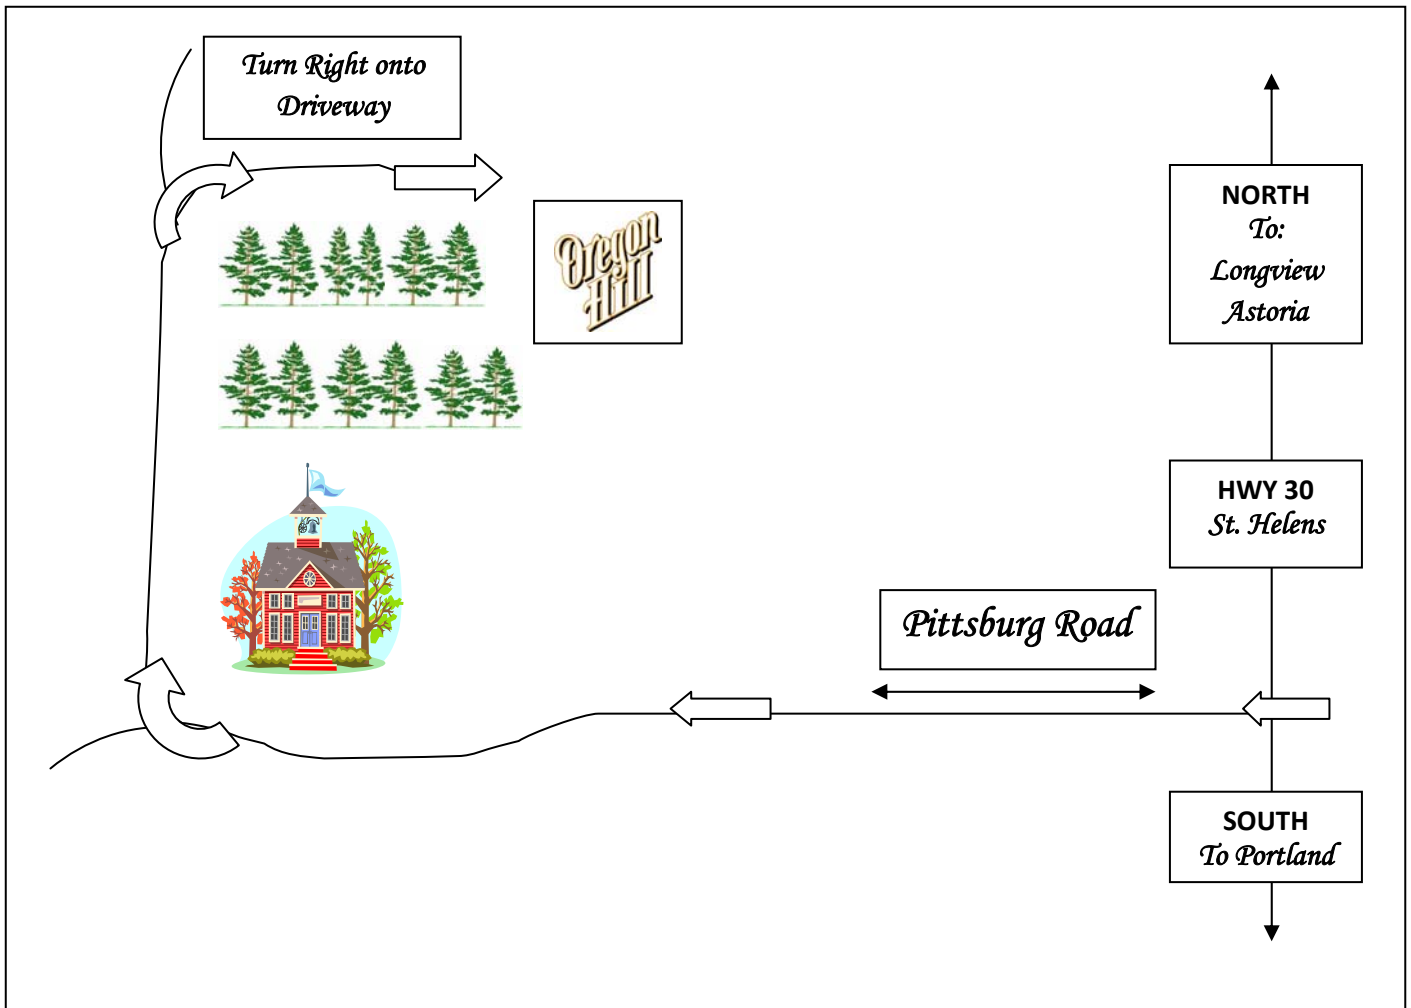 Turn Right onto
Driveway
Oregon
Hill
NORTH
To:
Longview
Astoria
HWY 30
St. Helens
Pittsburg Road
SOUTH
To Portland